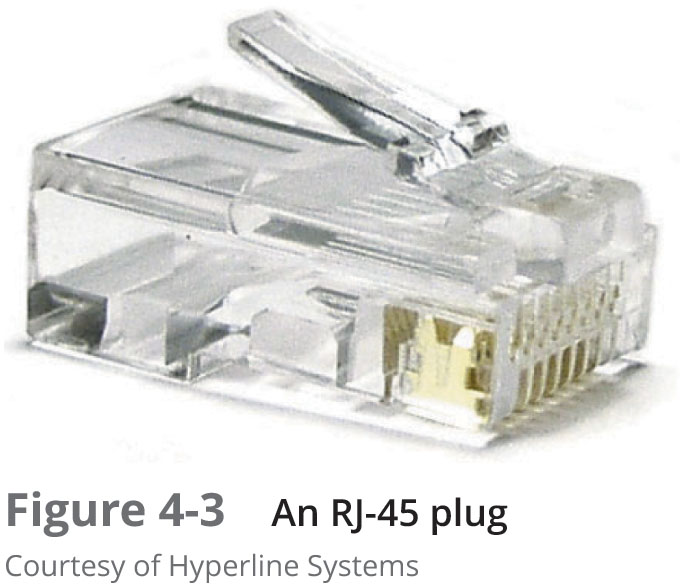 Figure 4-3 An RJ-45 plug
Courtesy of Hyperline Systems